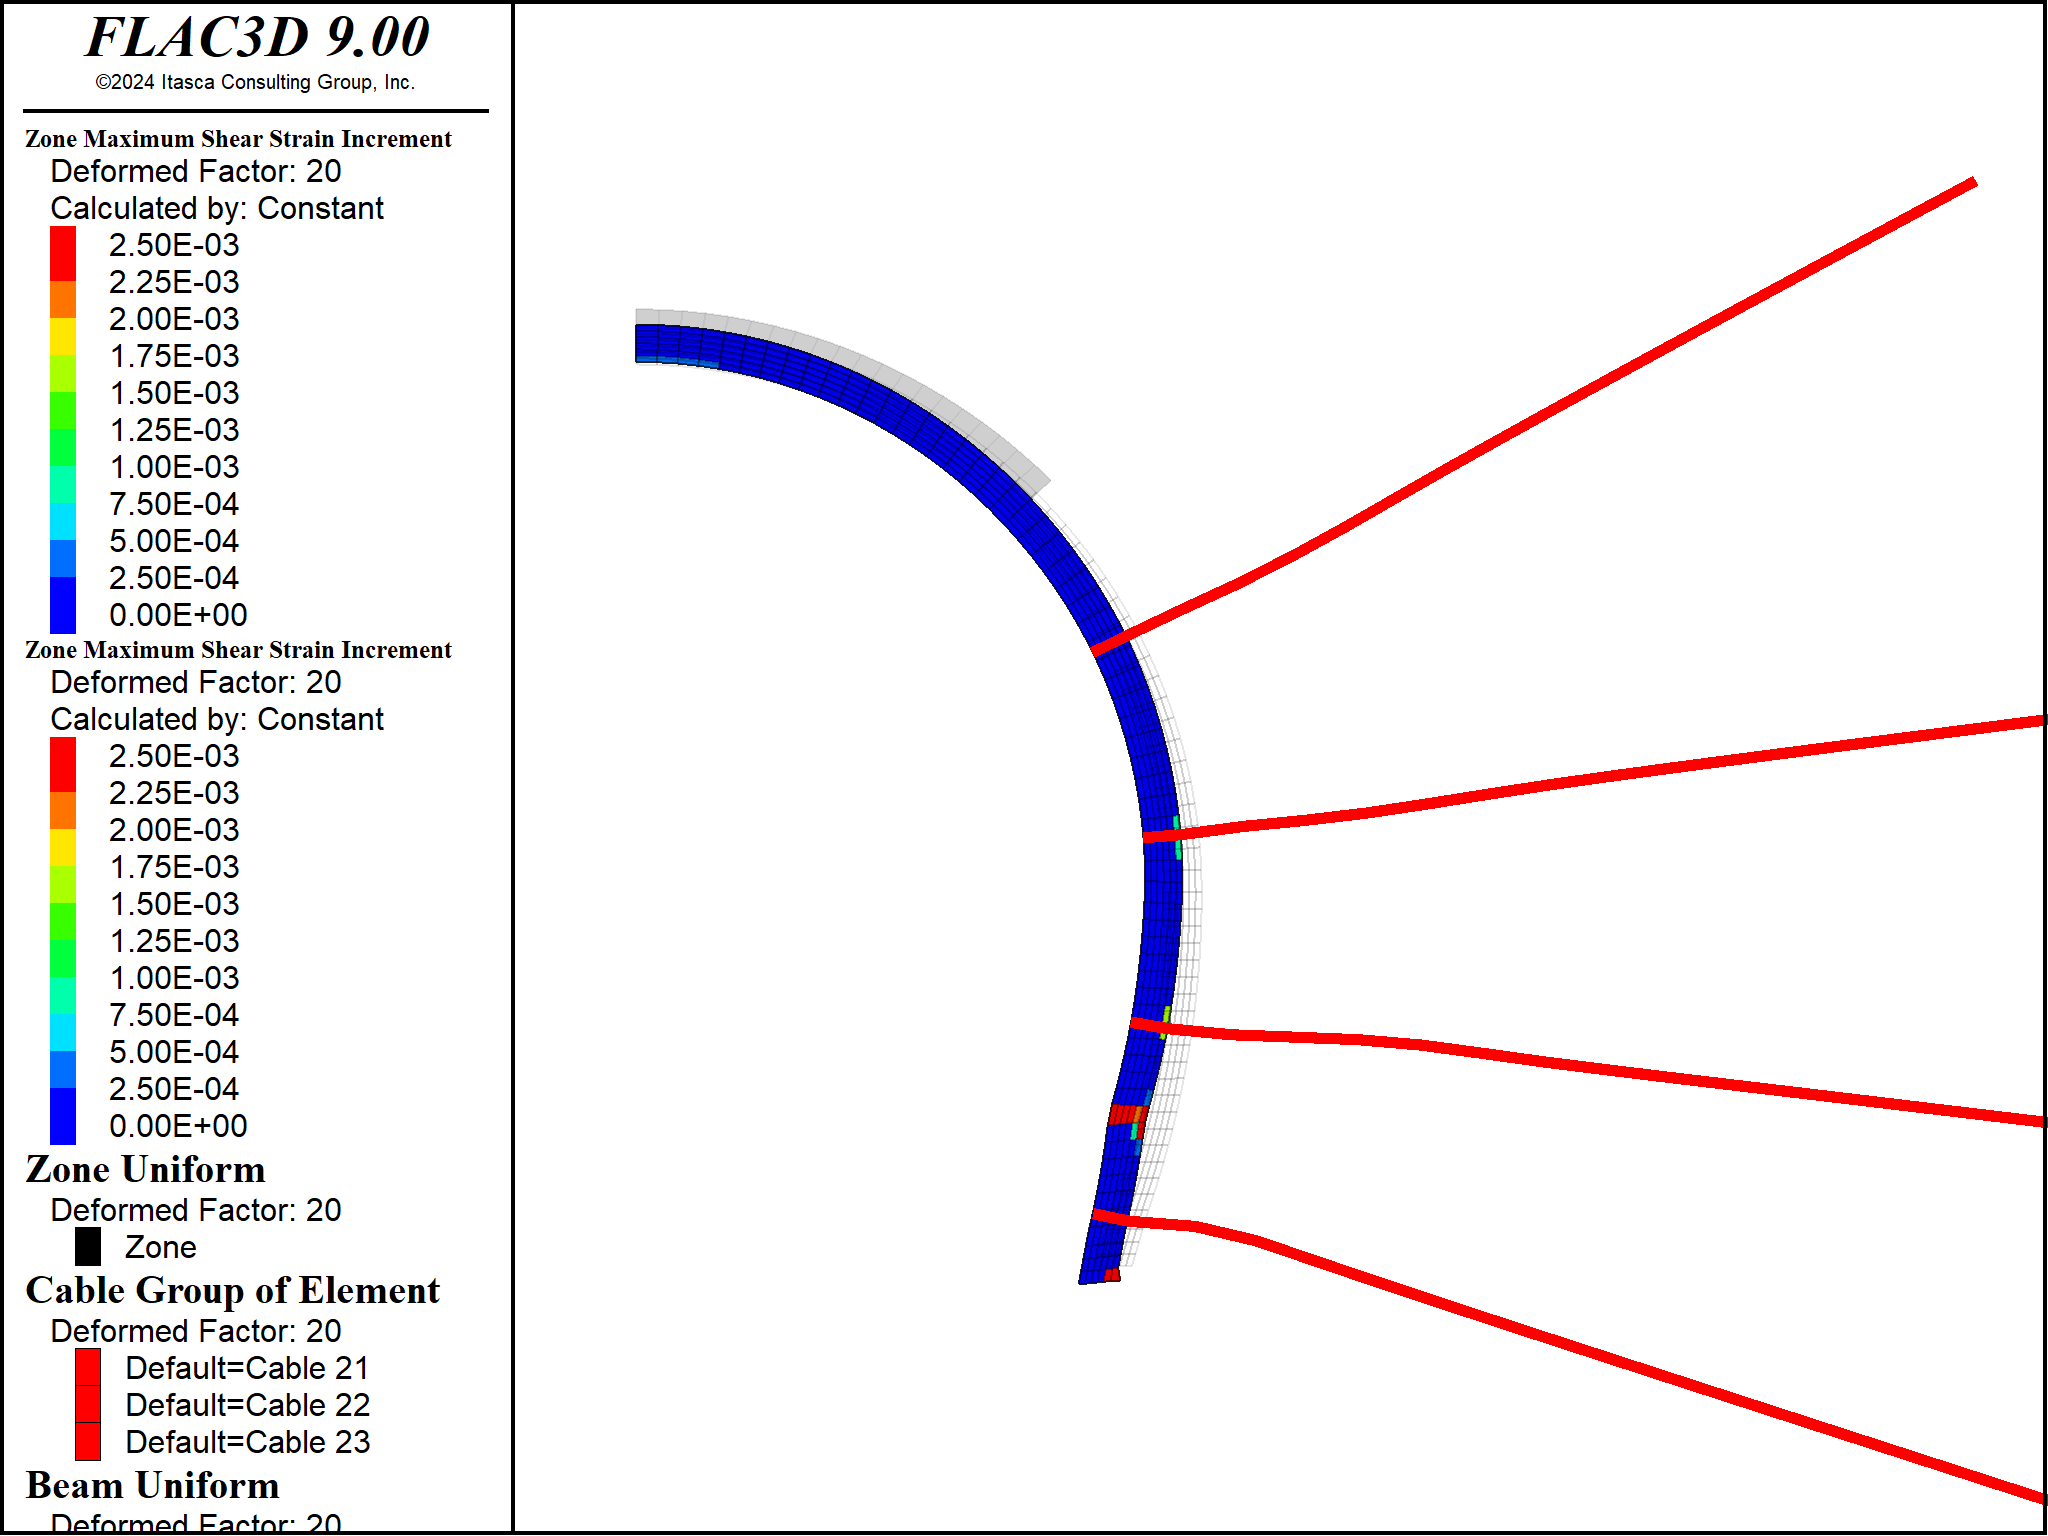 FLAC3D 9.00
©2024 Itasca Consulting Group, Inc.
Zone Maximum Shear Strain Increment
Deformed Factor: 20
Calculated by: Constant
2.50E-03
2.25E-03
2.00E-03
1.75E-03
1.50E-03
1.25E-03
1.00E-03
7.50E-04
5.00E-04
2.50E-04
0.00E+00
Zone Maximum Shear Strain Increment
Deformed Factor: 20
Calculated by: Constant
2.50E-03
2.25E-03
2.00E-03
1.75E-03
1.50E-03
1.25E-03
1.00E-03
7.50E-04
5.00E-04
2.50E-04
0.00E+00
Zone Uniform
Deformed Factor: 20
Zone
Cable Group of Element
Deformed Factor: 20
Default=Cable 21
Default=Cable 22
Default=Cable 23
Beam Uniform
Deformed Factor: 20